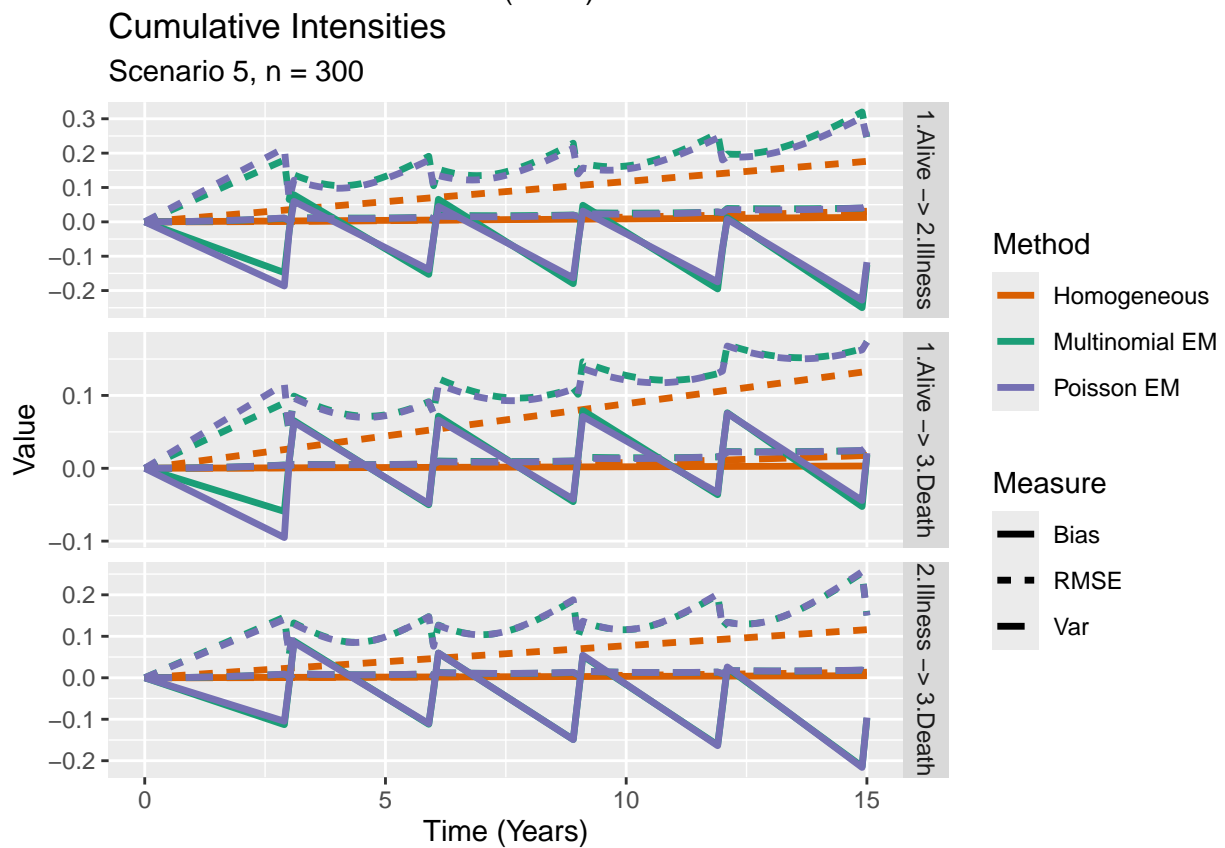 Cumulative Intensities
Scenario 5, n = 300
Value
0.3
0.2
0.1
0.0
−0.1
−0.2
1.Alive −> 2.Illness
0.1
0.0
−0.1
1.Alive −> 3.Death
0.2
0.1
0.0
−0.1
−0.2
2.Illness −> 3.Death
0
5
10
15
Time (Years)
Method
Homogeneous
Multinomial EM
Poisson EM
Measure
Bias
RMSE
Var